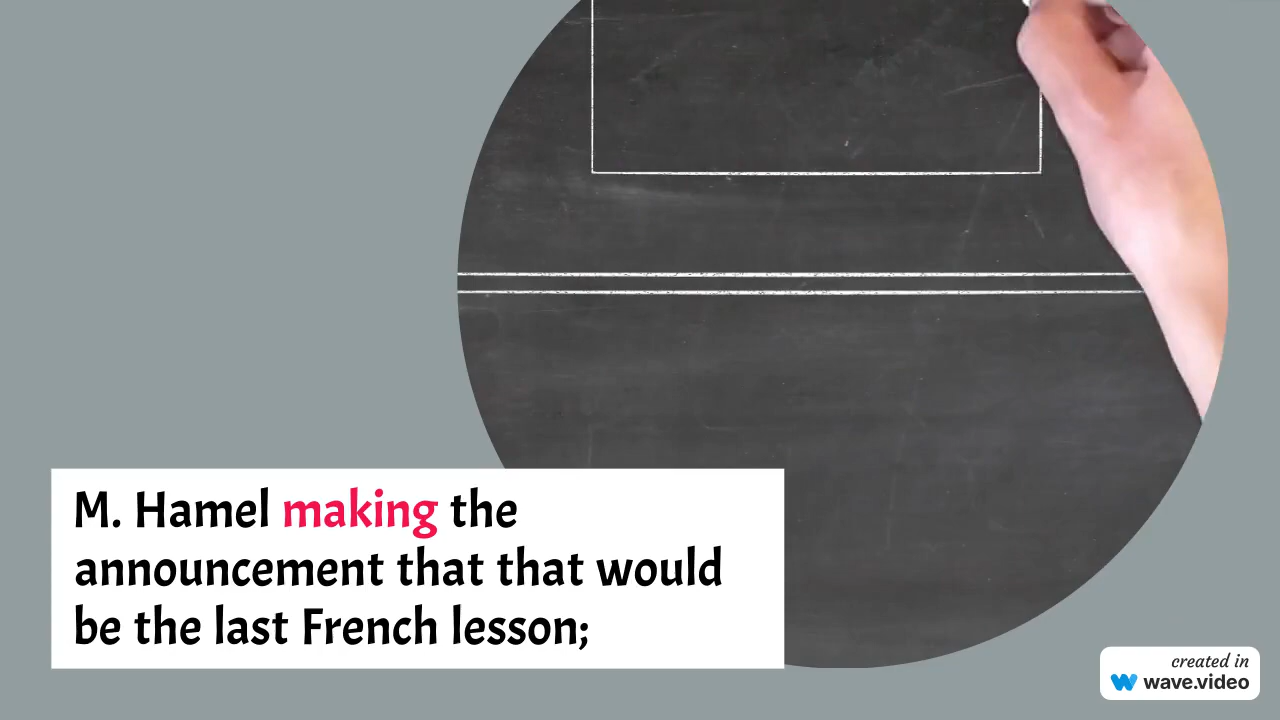 M. Hamel making the
announcement that that would
be the last French lesson;
created in
wave.video